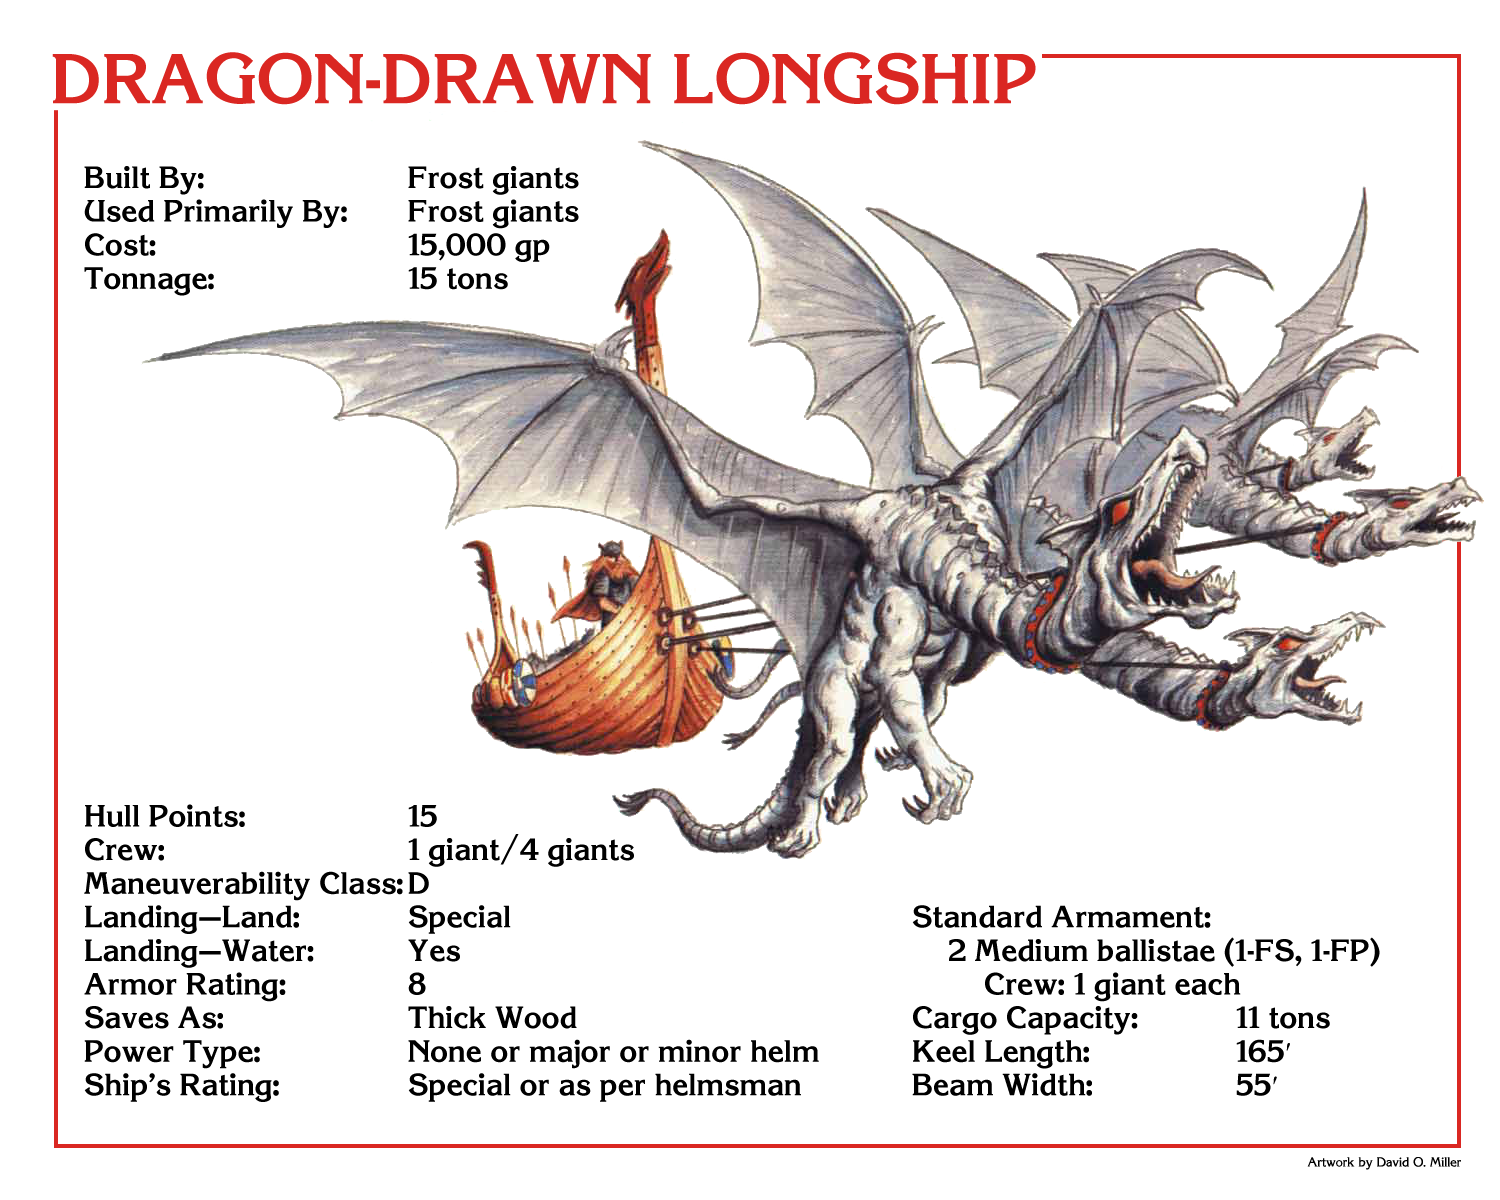 DRAGON-DRAWN LONGSHIP
Built By: Frost giants
Used Primarily By: Frost giants
Cost: 15,000 gp
Tonnage: 15 tons
Hull Points: 15
Crew: 1 giant/4 giants
Maneuverability Class: D
Landing—Land: Special
Landing—Water: Yes
Armor Rating: 8
Saves As: Thick Wood
Power Type: None or major or minor helm
Ship's Rating: Special or as per helmsman
Standard Armament:
2 Medium ballistae (1-FS, 1-FP)
Crew: 1 giant each
Cargo Capacity: 11 tons
Keel Length: 165′
Beam Width: 55′
Artwork by David O. Miller